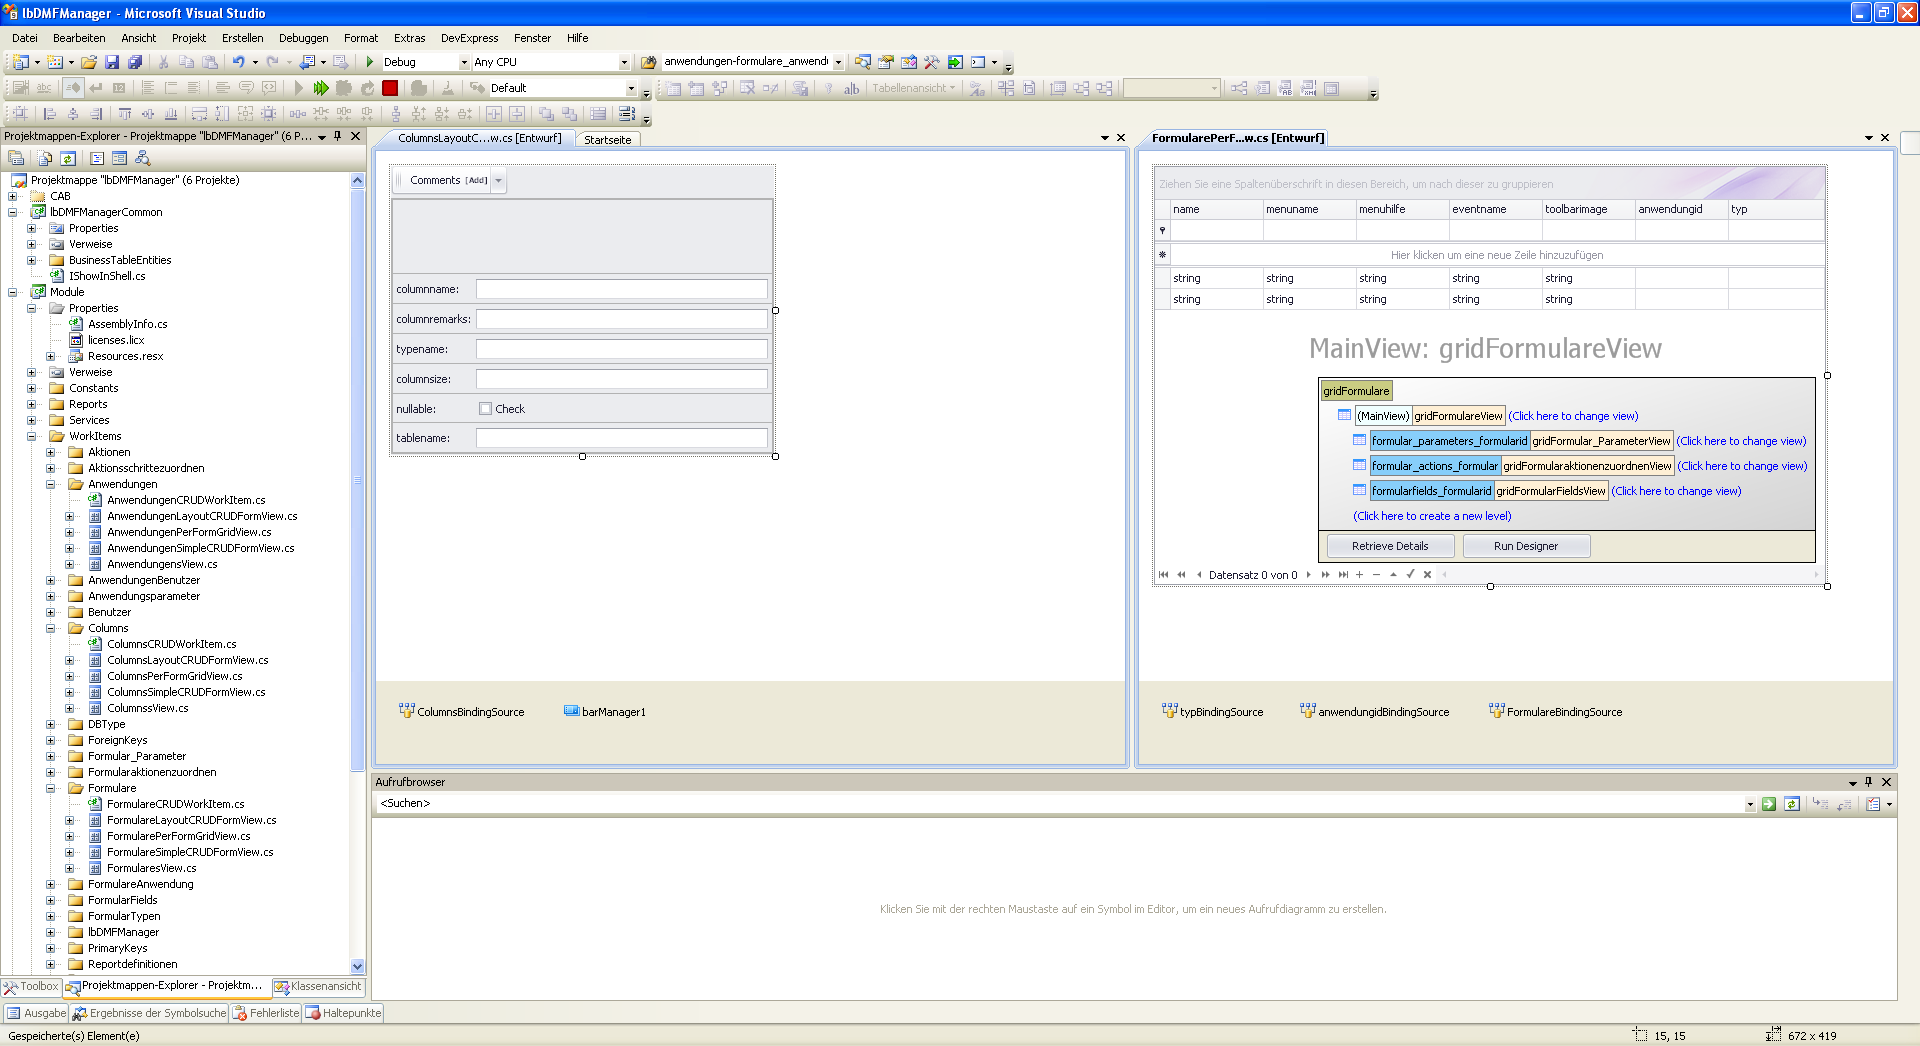 lbDMFManager - Microsoft Visual Studio
Datei Bearbeiten Ansicht Projekt Erstellen Debuggen Format Extras DevExpress Fenster Hilfe
Debug Any CPU anwendungen-formulare_anwend
Default Tabellenansicht
Projektmappen-Explorer - Projektmappe "lbDMFManager" (6 P...
Projektmappe "lbDMFManager" (6 Projekte)
CAB
lbDMFManagerCommon
Properties
Verweise
BusinessTableEntities
IShowInShell.cs
Module
Properties
AssemblyInfo.cs
licenses.licx
Resources.resx
Verweise
Constants
Reports
Services
WorkItems
Aktionen
Aktionsschrittezuordnen
Anwendungen
AnwendungenCRUDWorkItem.cs
AnwendungenLayoutCRUDFormView.cs
AnwendungenPerFormGridView.cs
AnwendungenSimpleCRUDFormView.cs
AnwendungensView.cs
AnwendungenBenutzer
Anwendungsparameter
Benutzer
Columns
ColumnsCRUDWorkItem.cs
ColumnsLayoutCRUDFormView.cs
ColumnsPerFormGridView.cs
ColumnsSimpleCRUDFormView.cs
ColumnssView.cs
DBType
ForeignKeys
Formular_Parameter
Formularaktionenzuordnen
Formulare
FormulareCRUDWorkItem.cs
FormulareLayoutCRUDFormView.cs
FormularePerFormGridView.cs
FormulareSimpleCRUDFormView.cs
FormularesView.cs
FormulareAnwendung
FormularFields
FormularTypen
lbDMFManager
PrimaryKeys
Reportdefinitionen
Toolbox Projektmappen-Explorer - Projektm... Klassenansicht
ColumnsLayoutC...w.cs [Entwurf] Startseite
Comments [Add]
columnname:
columnremarks:
typename:
columnsize:
nullable: Check
tablename:
ColumnsBindingSource barManager1
FormularePerF...w.cs [Entwurf]
Ziehen Sie eine Spaltenüberschrift in diesen Bereich, um nach dieser zu gruppieren
name menuname menuhilfe eventname toolbarimage anwendungid typ
Hier klicken um eine neue Zeile hinzuzufügen
string string string string string
string string string string string
MainView: gridFormulareView
gridFormulare
(MainView) gridFormulareView (Click here to change view)
formular_parameters_formularid gridFormular_ParameterView (Click here to change view)
formular_actions_formular gridFormularaktionenzuordnenView (Click here to change view)
formularfields_formularid gridFormularFieldsView (Click here to change view)
(Click here to create a new level)
Retrieve Details Run Designer
Datensatz 0 von 0
typBindingSource anwendungidBindingSource FormulareBindingSource
Aufrufbrowser
<Suchen>
Klicken Sie mit der rechten Maustaste auf ein Symbol im Editor, um ein neues Aufrufdiagramm zu erstellen.
Ausgabe Ergebnisse der Symbolsuche Fehlerliste Haltepunkte
Gespeicherte(s) Element(e) 15, 15 672 x 419